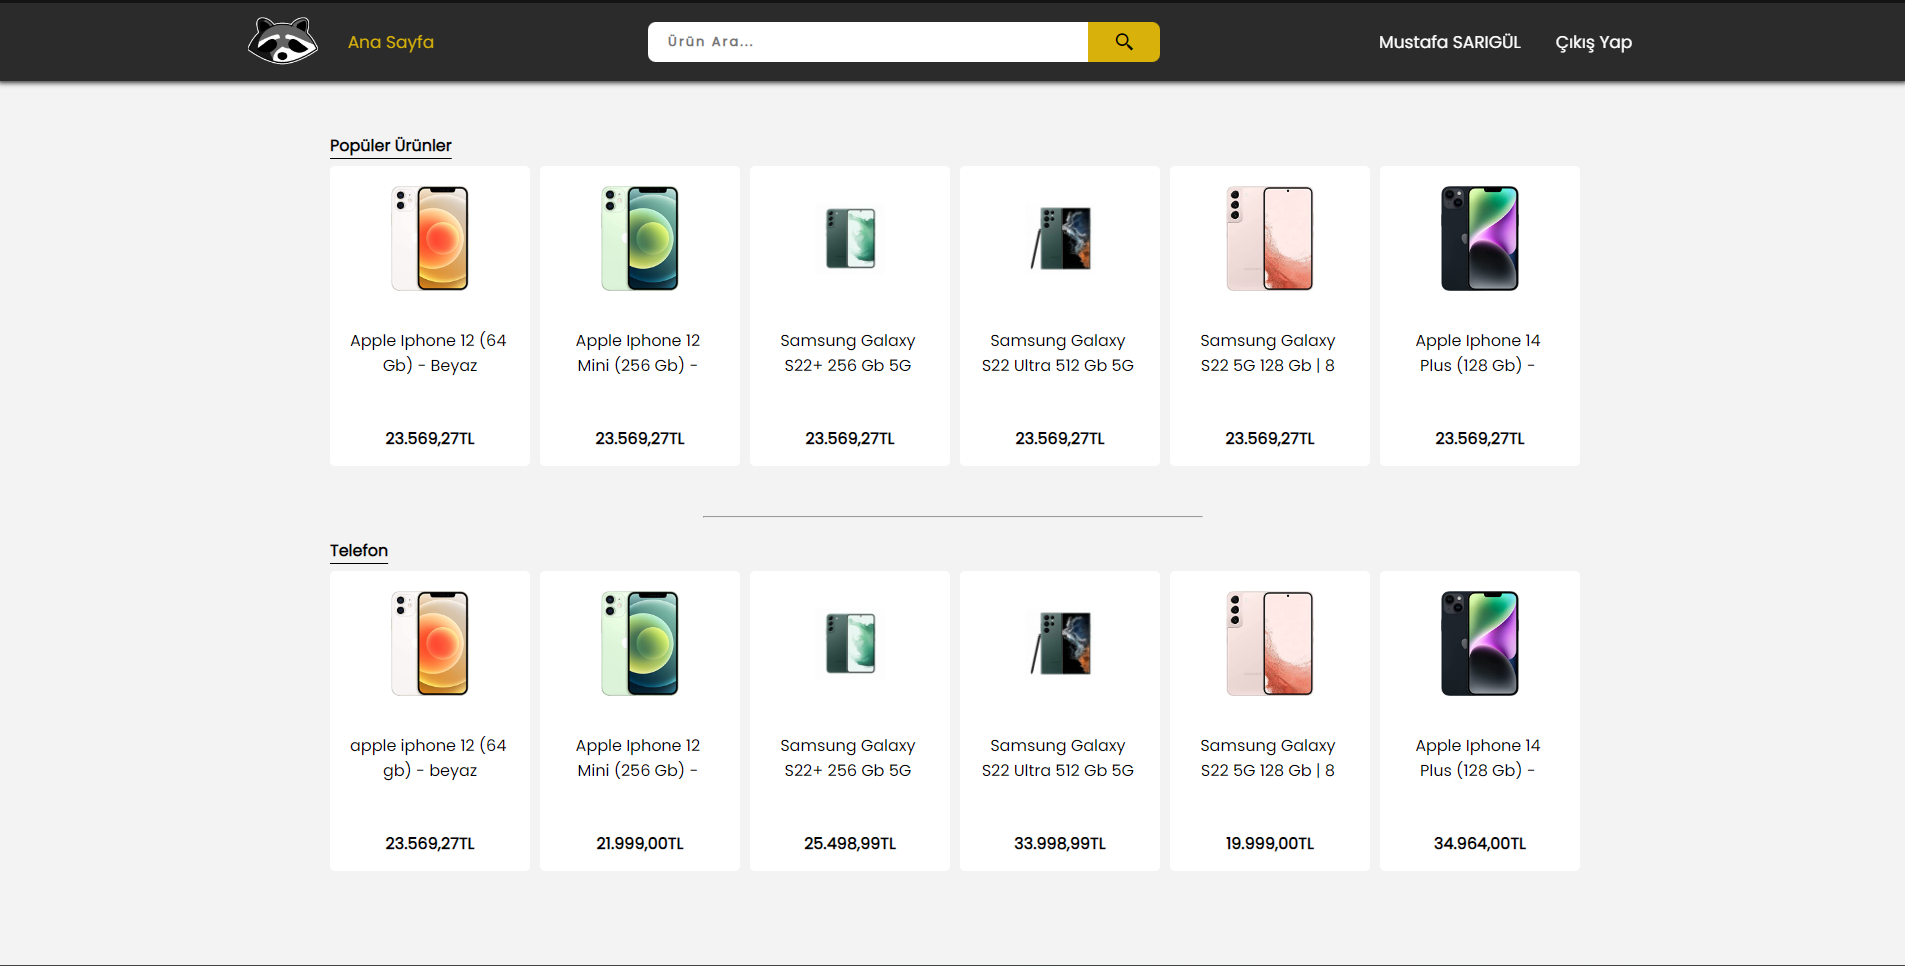 Ana Sayfa
Ürün Ara...
Mustafa SARIGÜL
Çıkış Yap
Popüler Ürünler
Apple Iphone 12 (64
Gb) - Beyaz
23.569,27TL
Apple Iphone 12
Mini (256 Gb) -
23.569,27TL
Samsung Galaxy
S22+ 256 Gb 5G
23.569,27TL
Samsung Galaxy
S22 Ultra 512 Gb 5G
23.569,27TL
Samsung Galaxy
S22 5G 128 Gb | 8
23.569,27TL
Apple Iphone 14
Plus (128 Gb) -
23.569,27TL
Telefon
apple iphone 12 (64
gb) - beyaz
23.569,27TL
Apple Iphone 12
Mini (256 Gb) -
21.999,00TL
Samsung Galaxy
S22+ 256 Gb 5G
25.498,99TL
Samsung Galaxy
S22 Ultra 512 Gb 5G
33.998,99TL
Samsung Galaxy
S22 5G 128 Gb | 8
19.999,00TL
Apple Iphone 14
Plus (128 Gb) -
34.964,00TL